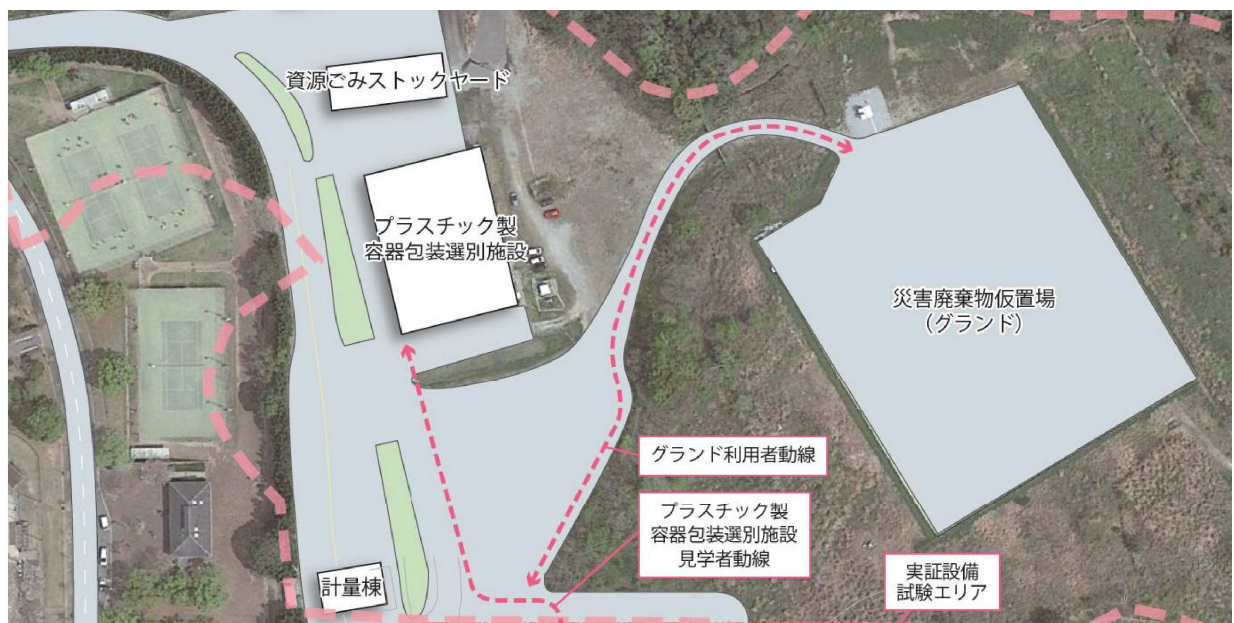 資源ごみストックヤード
プラスチック製
容器包装選別施設
災害廃棄物仮置場
(グランド)
グランド利用者動線
プラスチック製
容器包装選別施設
見学者動線
計量棟
実証設備
試験エリア